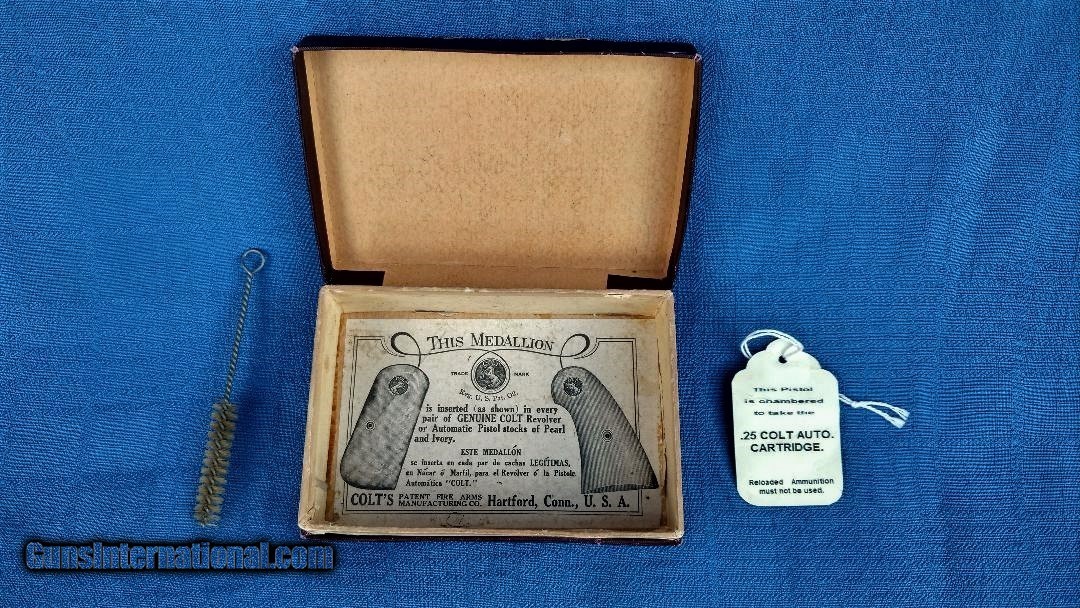 THIS MEDALLION
TRADE MARK
REG. U. S. PAT. OFF.
is inserted (as shown) in every
pair of GENUINE COLT Revolver
or Automatic Pistol stocks of Pearl
and Ivory.
ESTE MEDALLÓN
se inserta en cada par de cachas LEGÍTIMAS,
en Nácar ó Marfil, para el Revolver ó la Pistola
Automática "COLT."
COLT'S PATENT FIRE ARMS
MANUFACTURING CO. Hartford, Conn., U. S. A.
This Pistol
is chambered
to take the
.25 COLT AUTO.
CARTRIDGE.
Reloaded Ammunition
must not be used.
GunsInternational.com